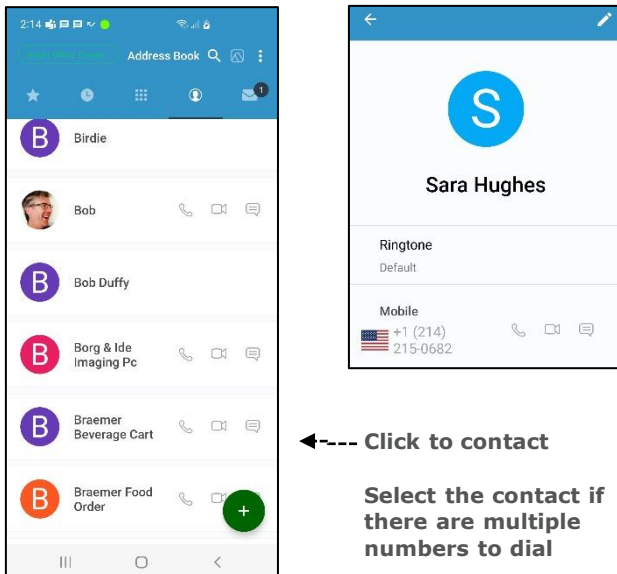 2:14
Address Book
1
B Birdie
Bob
B Bob Duffy
B Borg & Ide
Imaging Pc
B Braemer
Beverage Cart
B Braemer Food
Order
+
S
Sara Hughes
Ringtone
Default
Mobile
+1 (214)
215-0682
Click to contact
Select the contact if
there are multiple
numbers to dial